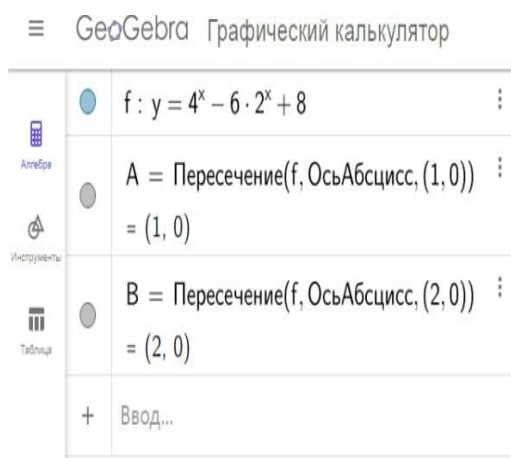 GeoGebra Графический калькулятор
f : y = 4ˣ − 6 · 2ˣ + 8
Алгебра
A = Пересечение(f, ОсьАбсцисс, (1, 0))
= (1, 0)
Инструменты
B = Пересечение(f, ОсьАбсцисс, (2, 0))
= (2, 0)
Таблица
+ Ввод...